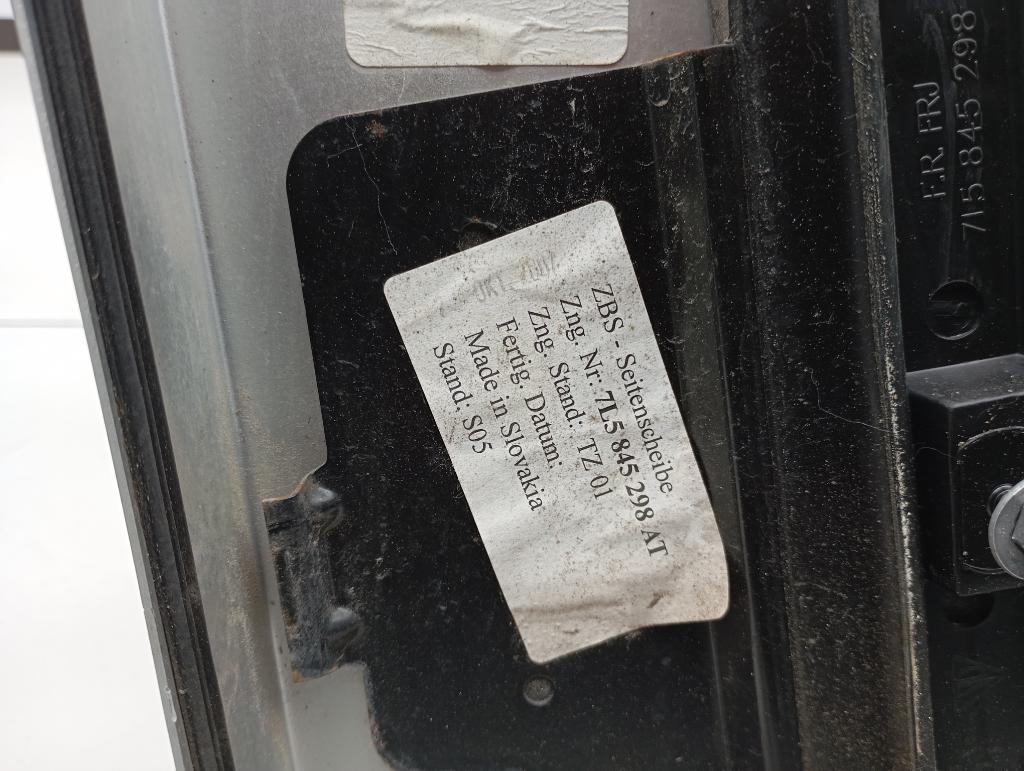 ZBS - Seitenscheibe
Zng. Nr: 7L5 845 298 AT
Zng. Stand: TZ 01
Fertig. Datum:
Made in Slovakia
Stand: S05
F.R. FRJ
715 845 298